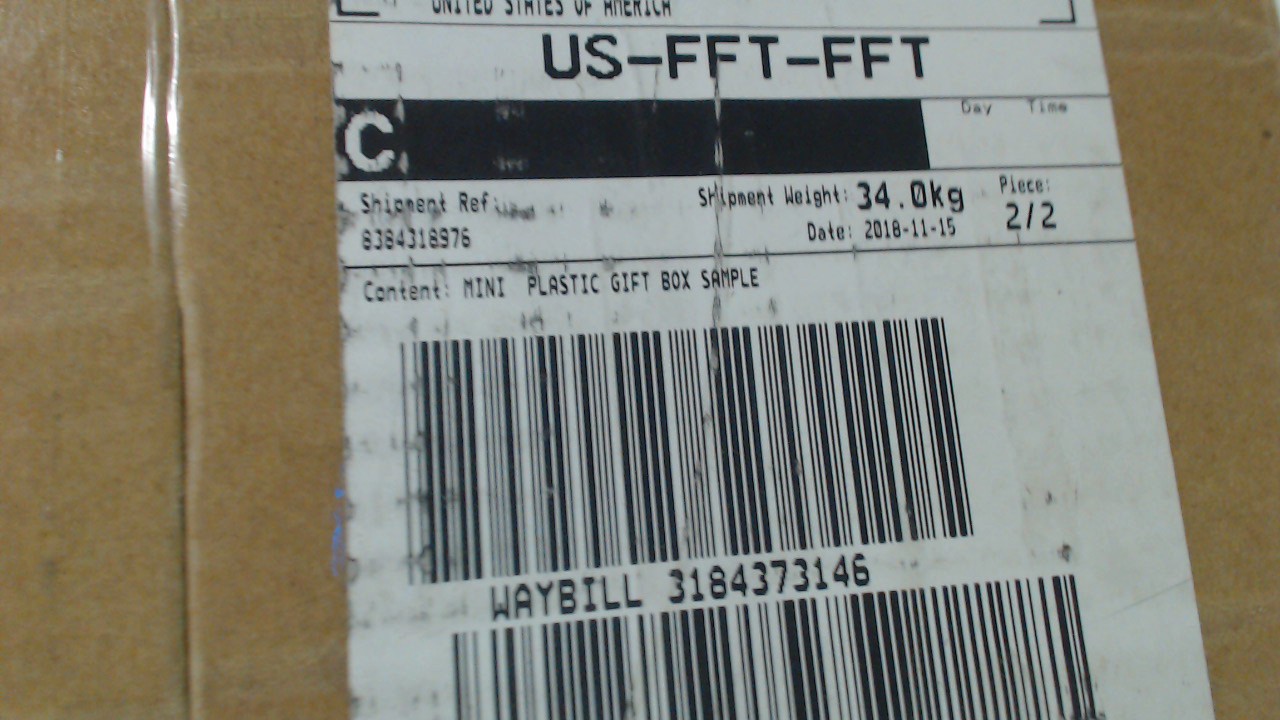 UNITED STATES OF AMERICA
US-FFT-FFT
C
Day Time
Shipment Ref:
8384318976
Shipment Weight: 34.0kg
Date: 2018-11-15
Piece:
2/2
Content: MINI PLASTIC GIFT BOX SAMPLE
WAYBILL 3184373146